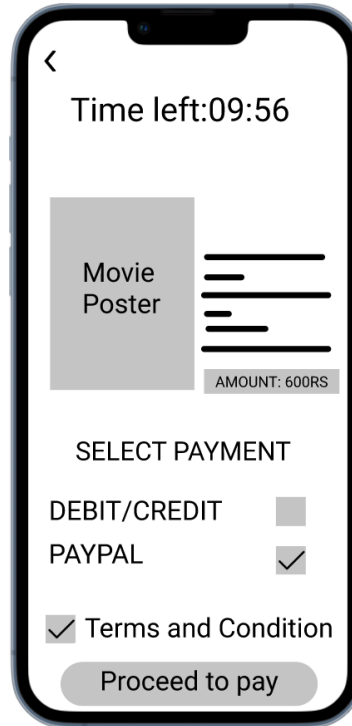 Time left:09:56
Movie
Poster
AMOUNT: 600RS
SELECT PAYMENT
DEBIT/CREDIT
PAYPAL
Terms and Condition
Proceed to pay